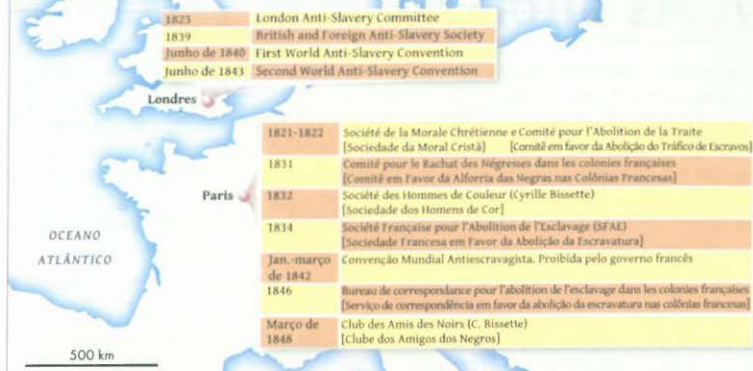 1823 London Anti-Slavery Committee
1839 British and Foreign Anti-Slavery Society
Junho de 1840 First World Anti-Slavery Convention
Junho de 1843 Second World Anti-Slavery Convention
Londres
1821-1822 Société de la Morale Chrétienne e Comité pour l'Abolition de la Traite
[Sociedade da Moral Cristã] [Comitê em favor da Abolição do Tráfico de Escravos]
1831 Comité pour le Rachat des Négresses dans les colonies françaises
[Comitê em Favor da Alforria das Negras nas Colônias Francesas]
Paris
1832 Société des Hommes de Couleur (Cyrille Bissette)
[Sociedade dos Homens de Cor]
1834 Société Française pour l'Abolition de l'Esclavage (SFAE)
[Sociedade Francesa em Favor da Abolição da Escravatura]
OCEANO
ATLÂNTICO
Jan.-março Convenção Mundial Antiescravagista. Proibida pelo governo francês
de 1842
1846 Bureau de correspondance pour l'abolition de l'esclavage dans les colonies françaises
[Serviço de correspondência em favor da abolição da escravatura nas colônias francesas]
Março de Club des Amis des Noirs (C. Bissette)
1848 [Clube dos Amigos dos Negros]
500 km